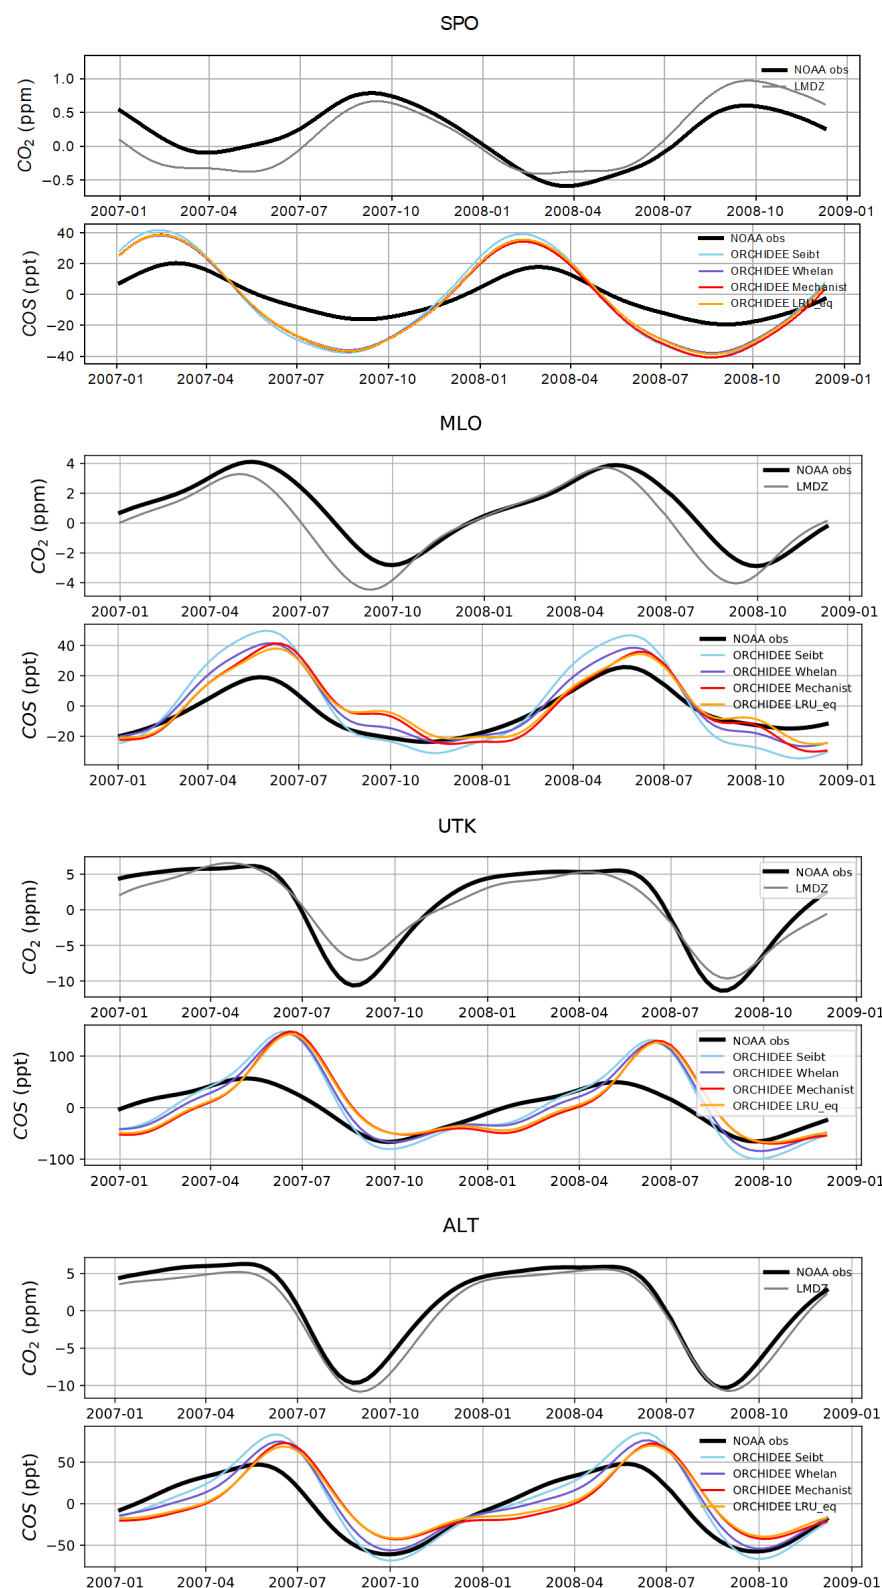 SPO
CO2 (ppm)
1.0
0.5
0.0
−0.5
NOAA obs
LMDZ
2007-01 2007-04 2007-07 2007-10 2008-01 2008-04 2008-07 2008-10 2009-01
COS (ppt)
40
20
0
−20
−40
NOAA obs
ORCHIDEE Seibt
ORCHIDEE Whelan
ORCHIDEE Mechanist
ORCHIDEE LRU_eq
2007-01 2007-04 2007-07 2007-10 2008-01 2008-04 2008-07 2008-10 2009-01
MLO
CO2 (ppm)
4
2
0
−2
−4
NOAA obs
LMDZ
2007-01 2007-04 2007-07 2007-10 2008-01 2008-04 2008-07 2008-10 2009-01
COS (ppt)
40
20
0
−20
NOAA obs
ORCHIDEE Seibt
ORCHIDEE Whelan
ORCHIDEE Mechanist
ORCHIDEE LRU_eq
2007-01 2007-04 2007-07 2007-10 2008-01 2008-04 2008-07 2008-10 2009-01
UTK
CO2 (ppm)
5
0
−5
−10
NOAA obs
LMDZ
2007-01 2007-04 2007-07 2007-10 2008-01 2008-04 2008-07 2008-10 2009-01
COS (ppt)
100
0
−100
NOAA obs
ORCHIDEE Seibt
ORCHIDEE Whelan
ORCHIDEE Mechanist
ORCHIDEE LRU_eq
2007-01 2007-04 2007-07 2007-10 2008-01 2008-04 2008-07 2008-10 2009-01
ALT
CO2 (ppm)
5
0
−5
−10
NOAA obs
LMDZ
2007-01 2007-04 2007-07 2007-10 2008-01 2008-04 2008-07 2008-10 2009-01
COS (ppt)
50
0
−50
NOAA obs
ORCHIDEE Seibt
ORCHIDEE Whelan
ORCHIDEE Mechanist
ORCHIDEE LRU_eq
2007-01 2007-04 2007-07 2007-10 2008-01 2008-04 2008-07 2008-10 2009-01